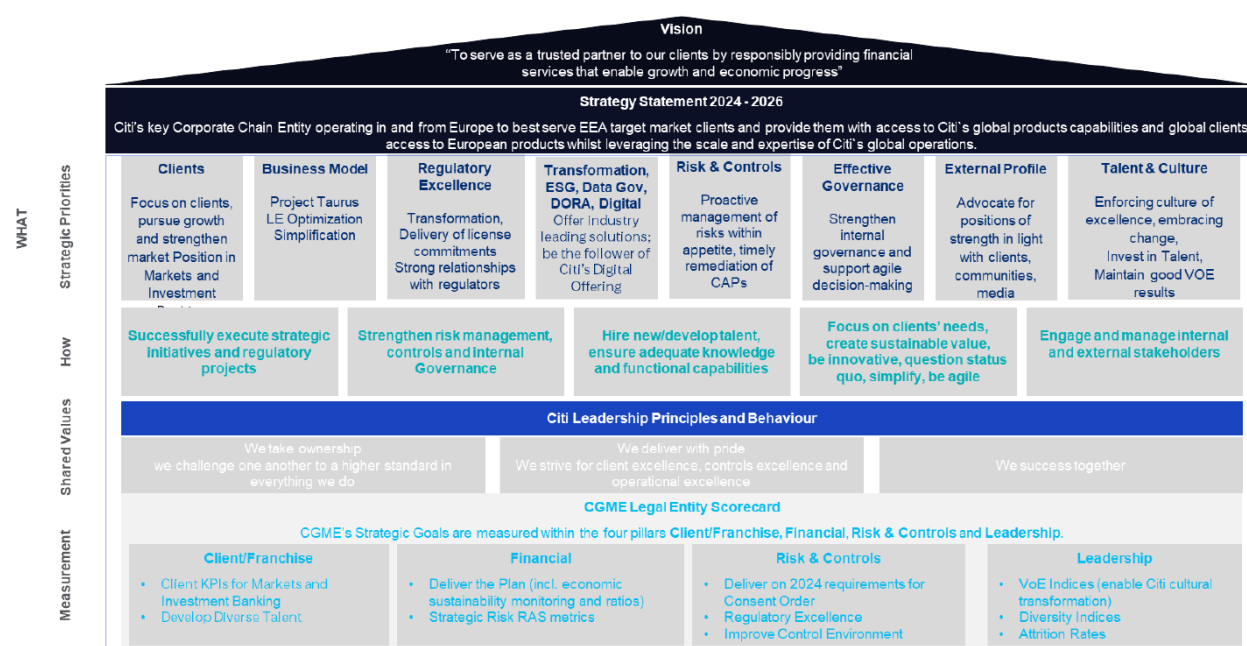 Vision
“To serve as a trusted partner to our clients by responsibly providing financial
services that enable growth and economic progress”
Strategy Statement 2024 - 2026
Citi’s key Corporate Chain Entity operating in and from Europe to best serve EEA target market clients and provide them with access to Citi`s global products capabilities and global clients
access to European products whilst leveraging the scale and expertise of Citi`s global operations.
WHAT
Strategic Priorities
Clients
Focus on clients,
pursue growth
and strengthen
market Position in
Markets and
Investment
Business Model
Project Taurus
LE Optimization
Simplification
Regulatory
Excellence
Transformation,
Delivery of license
commitments
Strong relationships
with regulators
Transformation,
ESG, Data Gov,
DORA, Digital
Offer industry
leading solutions;
be the follower of
Citi’s Digital
Offering
Risk & Controls
Proactive
management of
risks within
appetite, timely
remediation of
CAPs
Effective
Governance
Strengthen
internal
governance and
support agile
decision-making
External Profile
Advocate for
positions of
strength in light
with clients,
communities,
media
Talent & Culture
Enforcing culture of
excellence, embracing
change,
Invest in Talent,
Maintain good VOE
results
How
Successfully execute strategic
initiatives and regulatory
projects
Strengthen risk management,
controls and internal
Governance
Hire new/develop talent,
ensure adequate knowledge
and functional capabilities
Focus on clients’ needs,
create sustainable value,
be innovative, question status
quo, simplify, be agile
Engage and manage internal
and external stakeholders
Shared Values
Citi Leadership Principles and Behaviour
We take ownership
we challenge one another to a higher standard in
everything we do
We deliver with pride
We strive for client excellence, controls excellence and
operational excellence
We success together
Measurement
CGME Legal Entity Scorecard
CGME’s Strategic Goals are measured within the four pillars Client/Franchise, Financial, Risk & Controls and Leadership.
Client/Franchise
• Client KPIs for Markets and
Investment Banking
• Develop Diverse Talent
Financial
• Deliver the Plan (incl. economic
sustainability monitoring and ratios)
• Strategic Risk RAS metrics
Risk & Controls
• Deliver on 2024 requirements for
Consent Order
• Regulatory Excellence
• Improve Control Environment
Leadership
• VoE Indices (enable Citi cultural
transformation)
• Diversity Indices
• Attrition Rates